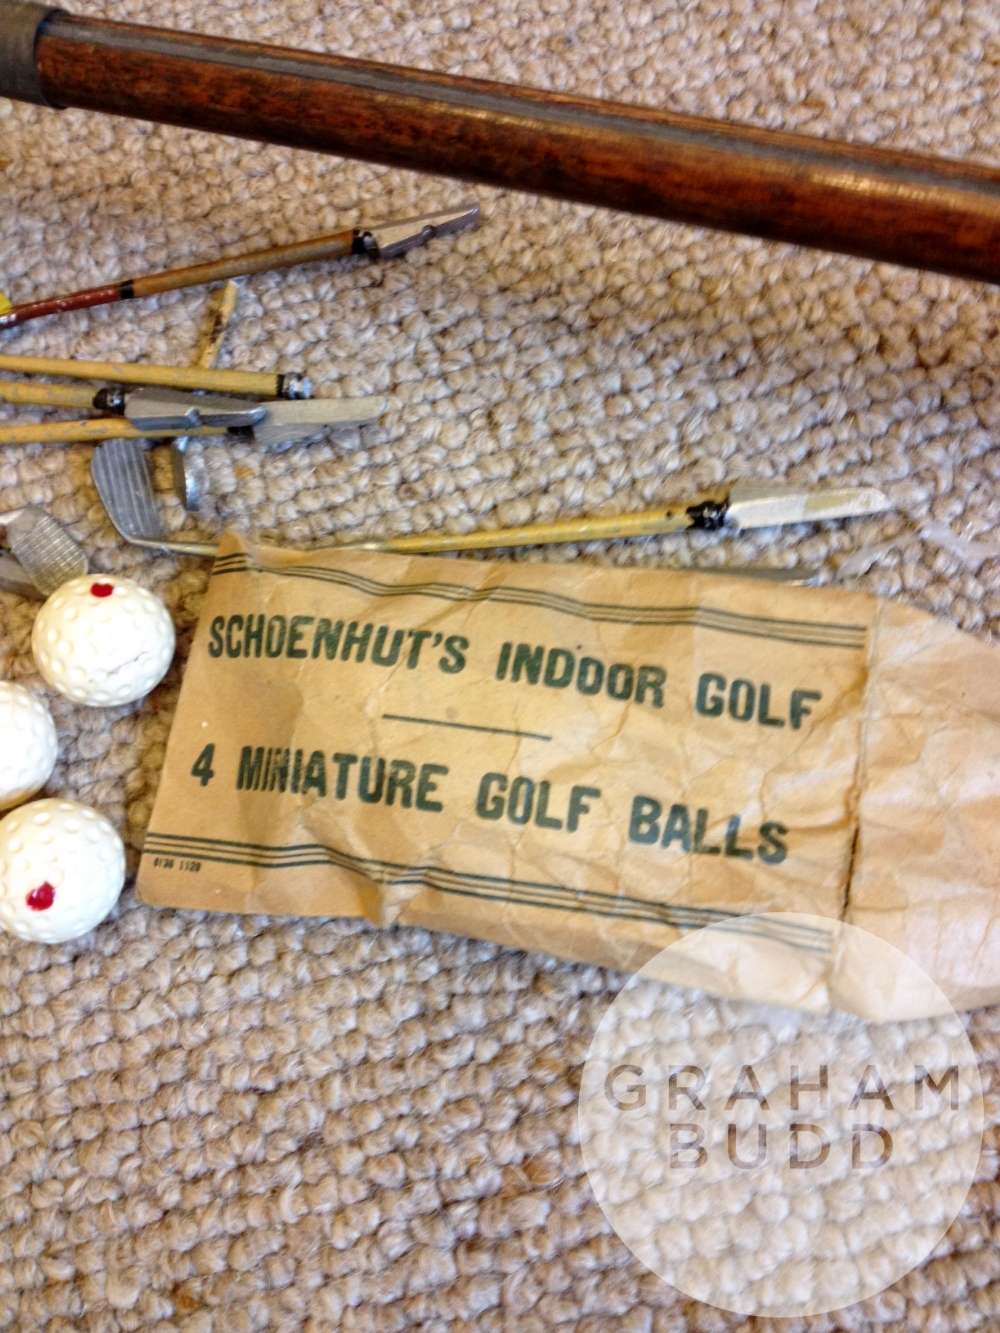 SCHOENHUT'S INDOOR GOLF
4 MINIATURE GOLF BALLS
GRAHAM
BUDD